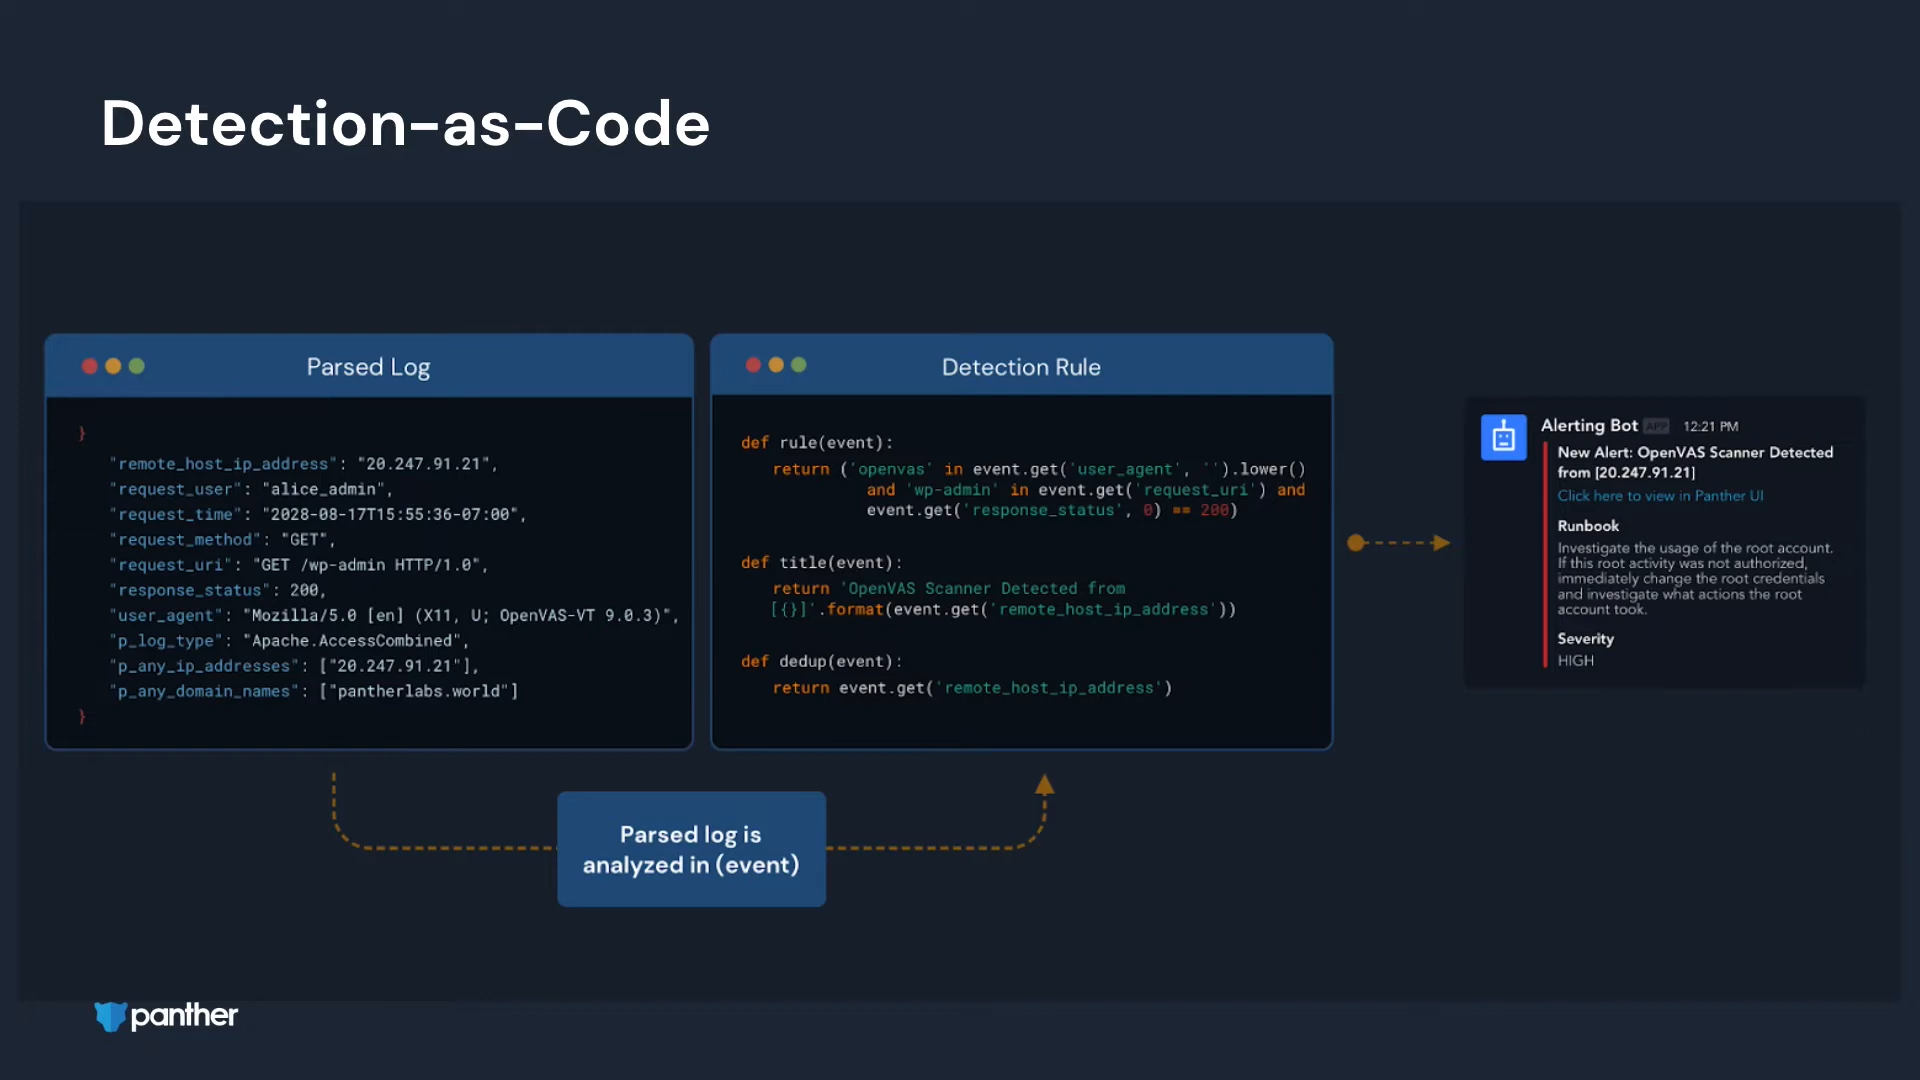 Detection-as-Code
Parsed Log
}
"remote_host_ip_address": "20.247.91.21",
"request_user": "alice_admin",
"request_time": "2028-08-17T15:55:36-07:00",
"request_method": "GET",
"request_uri": "GET /wp-admin HTTP/1.0",
"response_status": 200,
"user_agent": "Mozilla/5.0 [en] (X11, U; OpenVAS-VT 9.0.3)",
"p_log_type": "Apache.AccessCombined",
"p_any_ip_addresses": ["20.247.91.21"],
"p_any_domain_names": ["pantherlabs.world"]
}
Detection Rule
def rule(event):
return ('openvas' in event.get('user_agent', '').lower()
and 'wp-admin' in event.get('request_uri') and
event.get('response_status', 0) == 200)
def title(event):
return 'OpenVAS Scanner Detected from
[{}]'.format(event.get('remote_host_ip_address'))
def dedup(event):
return event.get('remote_host_ip_address')
Alerting Bot APP 12:21 PM
New Alert: OpenVAS Scanner Detected
from [20.247.91.21]
Click here to view in Panther UI
Runbook
Investigate the usage of the root account.
If this root activity was not authorized,
immediately change the root credentials
and investigate what actions the root
account took.
Severity
HIGH
Parsed log is
analyzed in (event)
panther